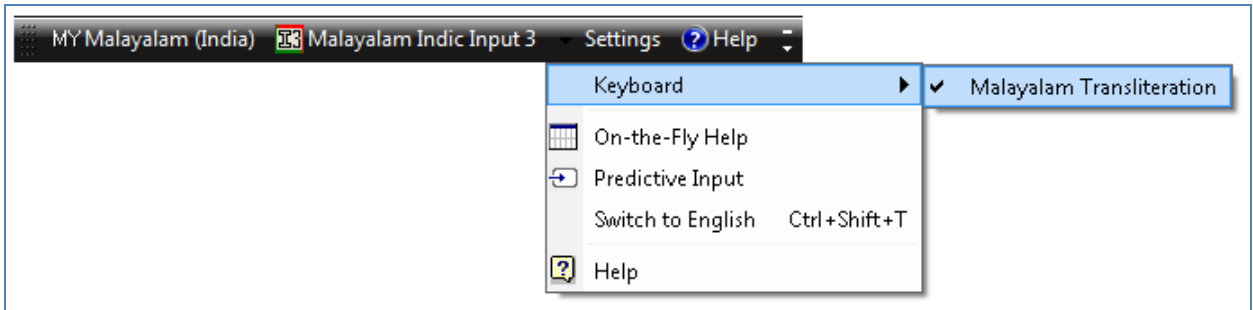 MY Malayalam (India) Malayalam Indic Input 3 Settings Help
Keyboard Malayalam Transliteration
On-the-Fly Help
Predictive Input
Switch to English Ctrl+Shift+T
Help